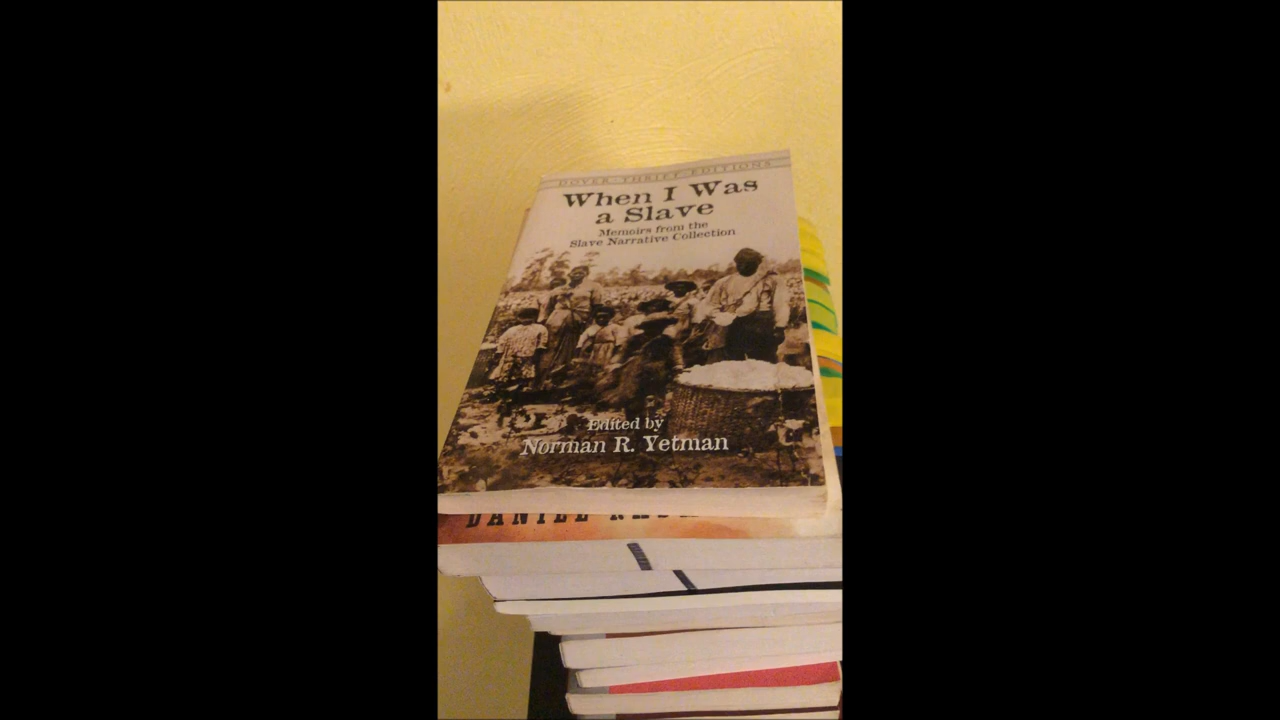 DOVER · THRIFT · EDITIONS
When I Was
a Slave
Memoirs from the
Slave Narrative Collection
Edited by
Norman R. Yetman
DANIEL